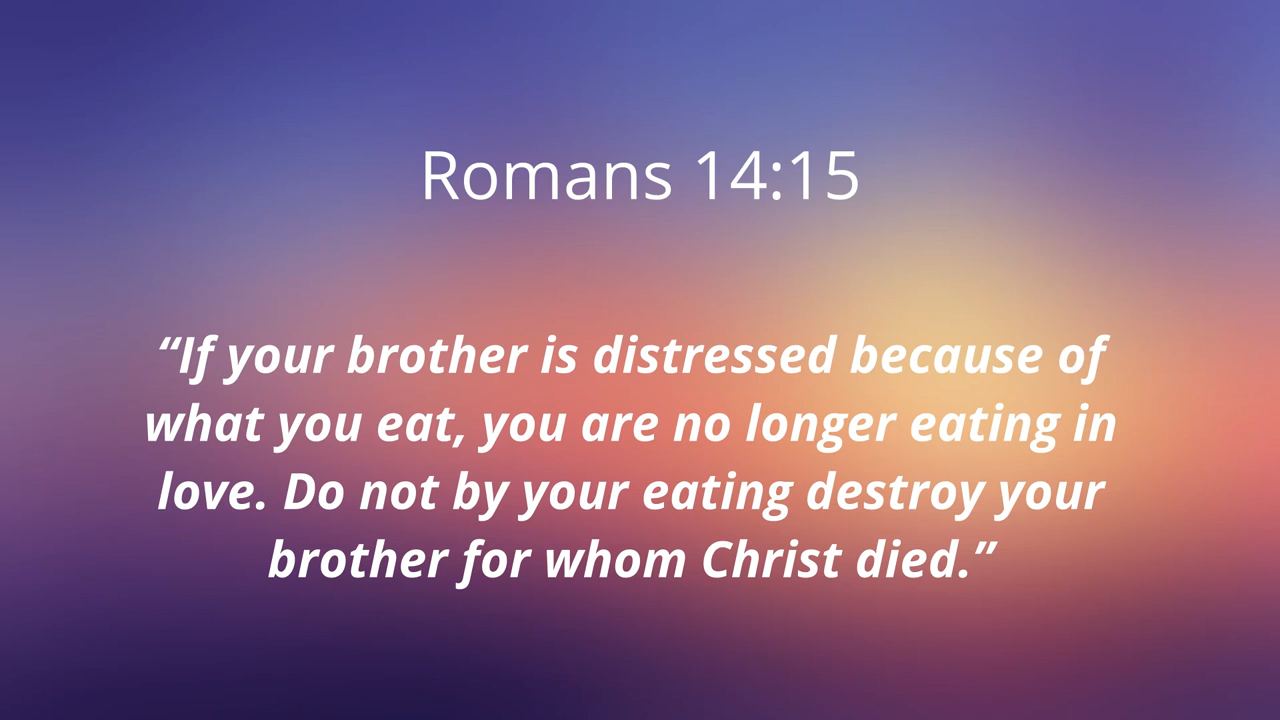 Romans 14:15
“If your brother is distressed because of
what you eat, you are no longer eating in
love. Do not by your eating destroy your
brother for whom Christ died.”